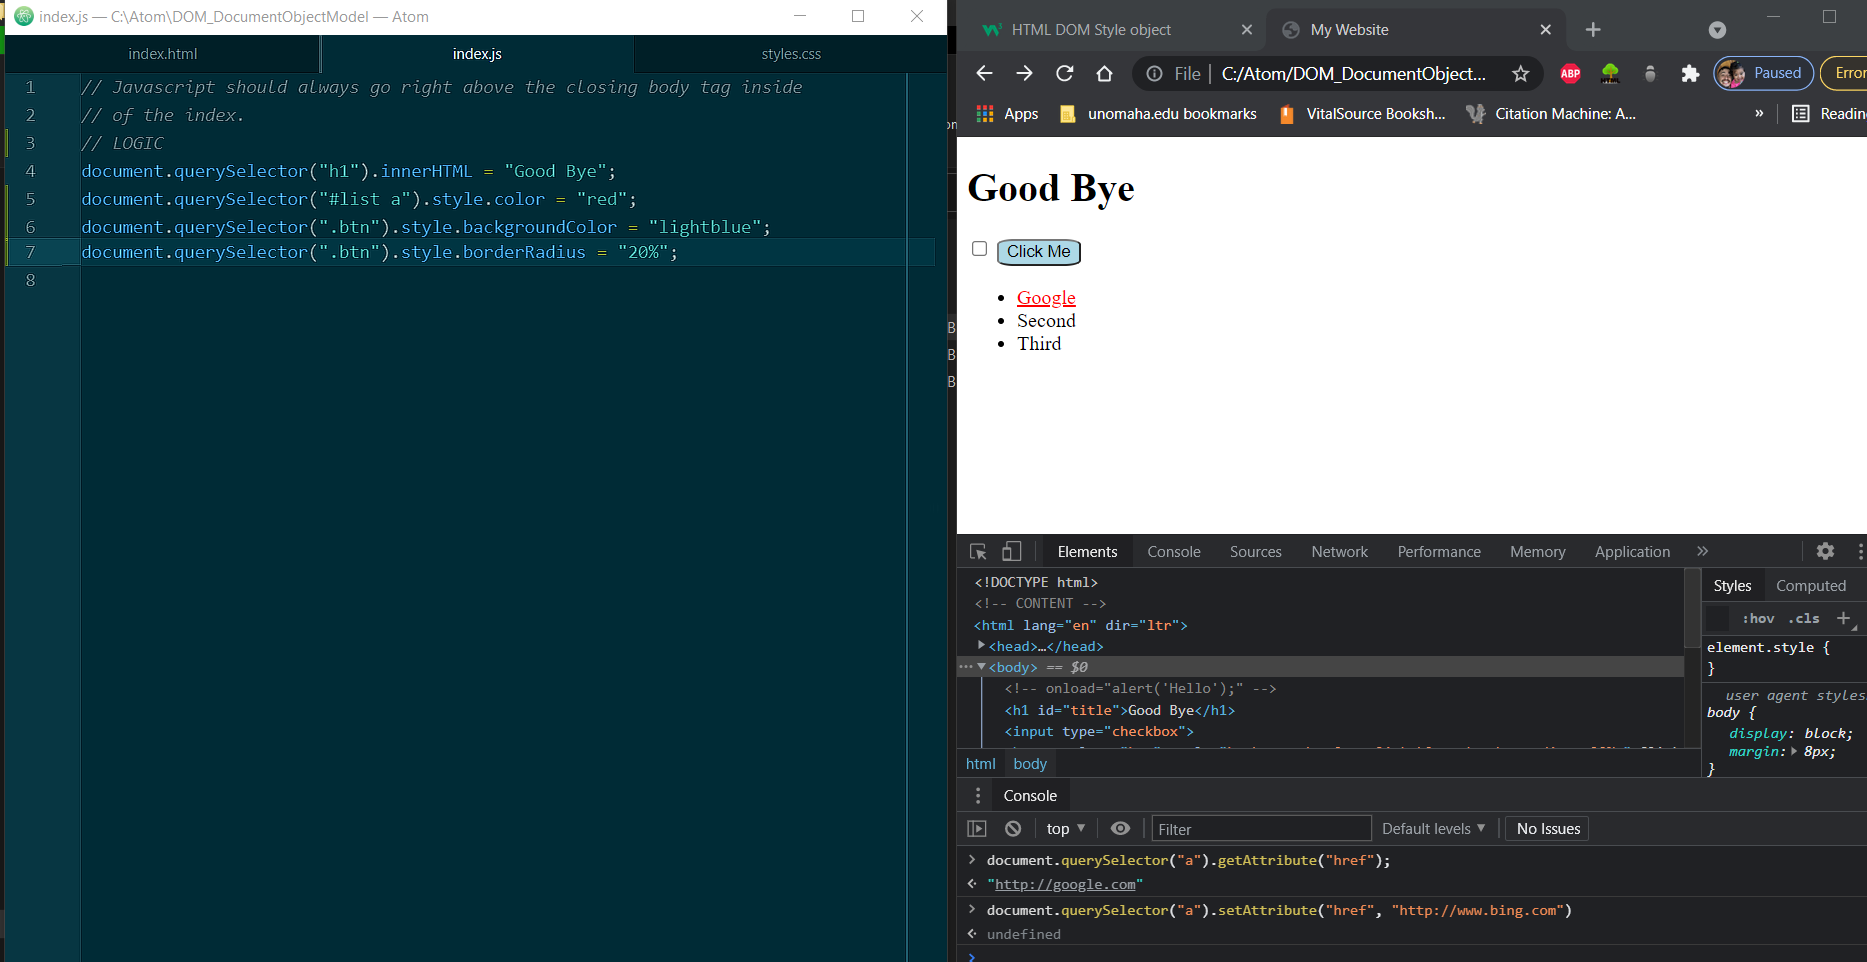 index.js — C:\Atom\DOM_DocumentObjectModel — Atom
index.html
index.js
styles.css
1 // Javascript should always go right above the closing body tag inside
2 // of the index.
3 // LOGIC
4 document.querySelector("h1").innerHTML = "Good Bye";
5 document.querySelector("#list a").style.color = "red";
6 document.querySelector(".btn").style.backgroundColor = "lightblue";
7 document.querySelector(".btn").style.borderRadius = "20%";
8
HTML DOM Style object
My Website
File
C:/Atom/DOM_DocumentObject...
ABP
Paused
Error
Apps
unomaha.edu bookmarks
VitalSource Booksh...
Citation Machine: A...
»
Readin
Good Bye
Click Me
Google
Second
Third
Elements
Console
Sources
Network
Performance
Memory
Application
»
<!DOCTYPE html>
<!-- CONTENT -->
<html lang="en" dir="ltr">
<head>…</head>
<body> == $0
<!-- onload="alert('Hello');" -->
<h1 id="title">Good Bye</h1>
<input type="checkbox">
html
body
Styles
Computed
:hov .cls +
element.style {
}
user agent styles
body {
display: block;
margin: 8px;
}
Console
top
Filter
Default levels
No Issues
document.querySelector("a").getAttribute("href");
"http://google.com"
document.querySelector("a").setAttribute("href", "http://www.bing.com")
undefined